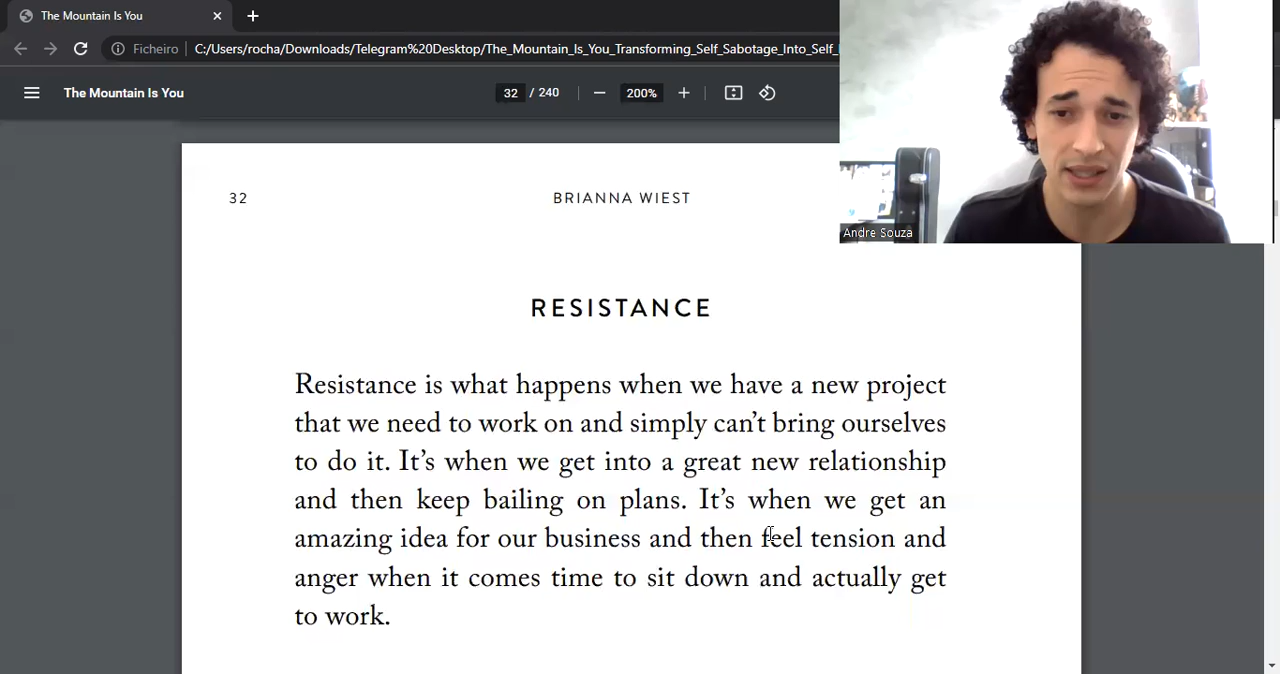 The Mountain Is You
Ficheiro
C:/Users/rocha/Downloads/Telegram%20Desktop/The_Mountain_Is_You_Transforming_Self_Sabotage_Into_Self_
The Mountain Is You
32 / 240
200%
Andre Souza
32
BRIANNA WIEST
RESISTANCE
Resistance is what happens when we have a new project
that we need to work on and simply can’t bring ourselves
to do it. It’s when we get into a great new relationship
and then keep bailing on plans. It’s when we get an
amazing idea for our business and then feel tension and
anger when it comes time to sit down and actually get
to work.